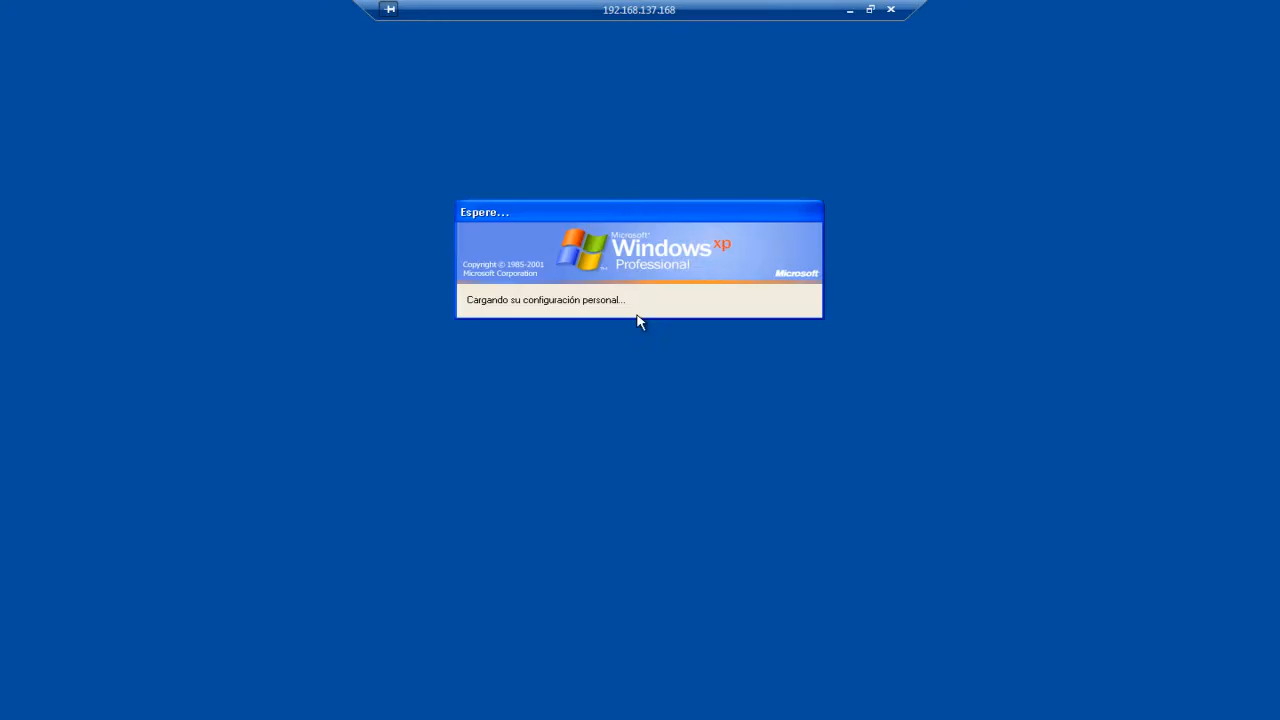 192.168.137.168
Espere...
Microsoft®
Windows xp
Professional
Copyright © 1985-2001
Microsoft Corporation
Microsoft
Cargando su configuración personal...